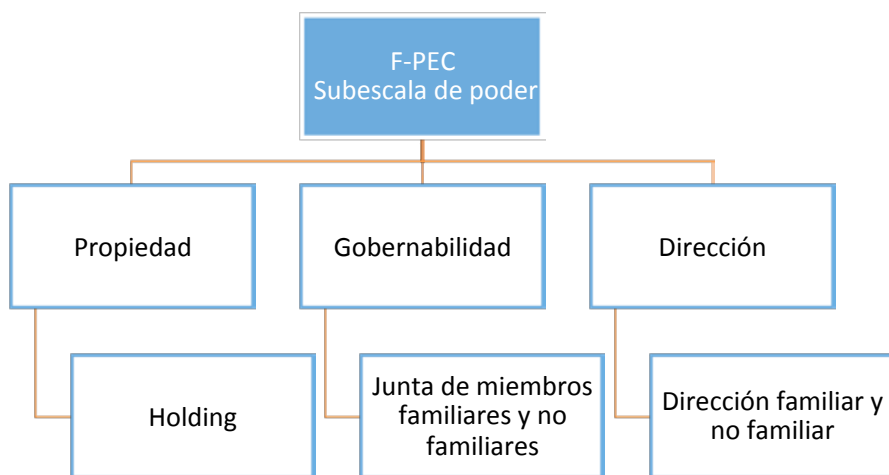 F-PEC
Subescala de poder
Propiedad
Gobernabilidad
Dirección
Holding
Junta de miembros
familiares y no
familiares
Dirección familiar y
no familiar